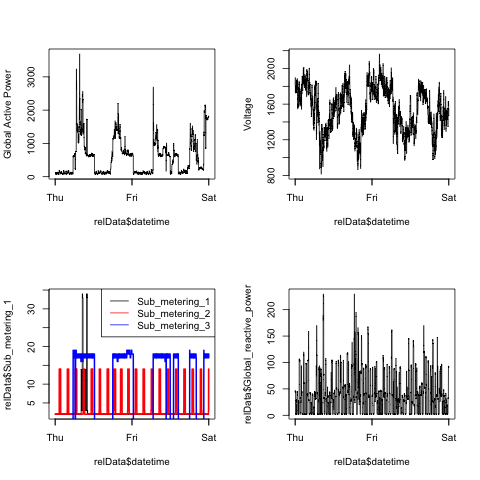 Global Active Power
0 1000 2000 3000
Thu Fri Sat
relData$datetime
Voltage
800 1200 1600 2000
Thu Fri Sat
relData$datetime
relData$Sub_metering_1
5 10 20 30
Sub_metering_1
Sub_metering_2
Sub_metering_3
Thu Fri Sat
relData$datetime
relData$Global_reactive_power
0 50 100 150 200
Thu Fri Sat
relData$datetime